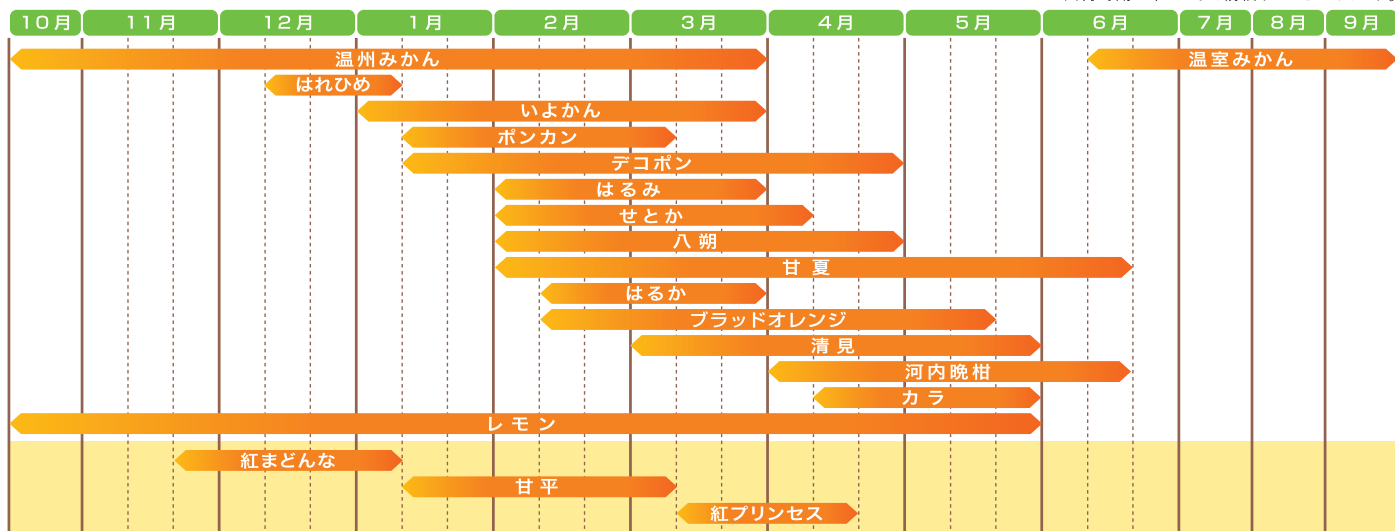 10月 11月 12月 1月 2月 3月 4月 5月 6月 7月 8月 9月
温州みかん 温室みかん
はれひめ
いよかん
ポンカン
デコポン
はるみ
せとか
八朔
甘夏
はるか
ブラッドオレンジ
清見
河内晩柑
カラ
レモン
紅まどんな
甘平
紅プリンセス